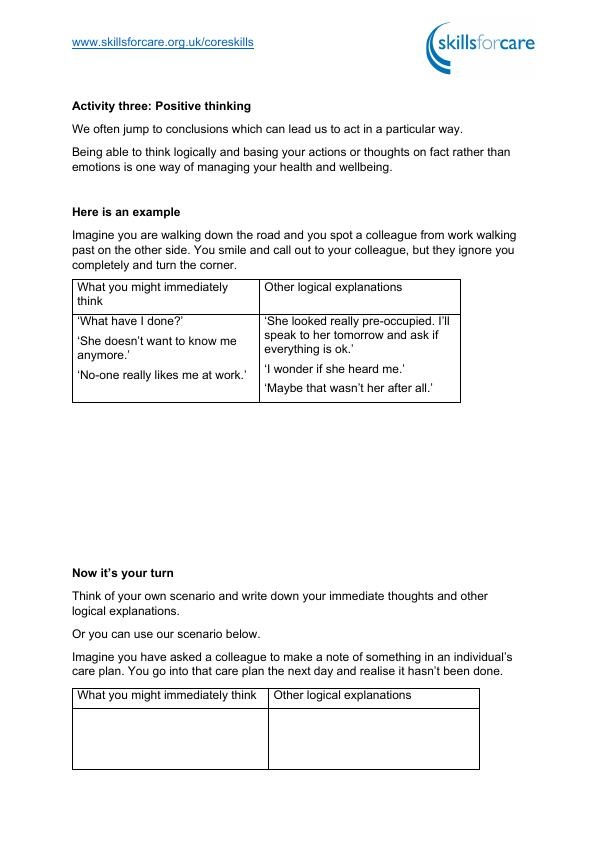 www.skillsforcare.org.uk/coreskills
skillsforcare
Activity three: Positive thinking
We often jump to conclusions which can lead us to act in a particular way.
Being able to think logically and basing your actions or thoughts on fact rather than
emotions is one way of managing your health and wellbeing.
Here is an example
Imagine you are walking down the road and you spot a colleague from work walking
past on the other side. You smile and call out to your colleague, but they ignore you
completely and turn the corner.
What you might immediately
think
Other logical explanations
‘What have I done?’
‘She doesn’t want to know me
anymore.’
‘No-one really likes me at work.’
‘She looked really pre-occupied. I’ll
speak to her tomorrow and ask if
everything is ok.’
‘I wonder if she heard me.’
‘Maybe that wasn’t her after all.’
Now it’s your turn
Think of your own scenario and write down your immediate thoughts and other
logical explanations.
Or you can use our scenario below.
Imagine you have asked a colleague to make a note of something in an individual’s
care plan. You go into that care plan the next day and realise it hasn’t been done.
What you might immediately think
Other logical explanations